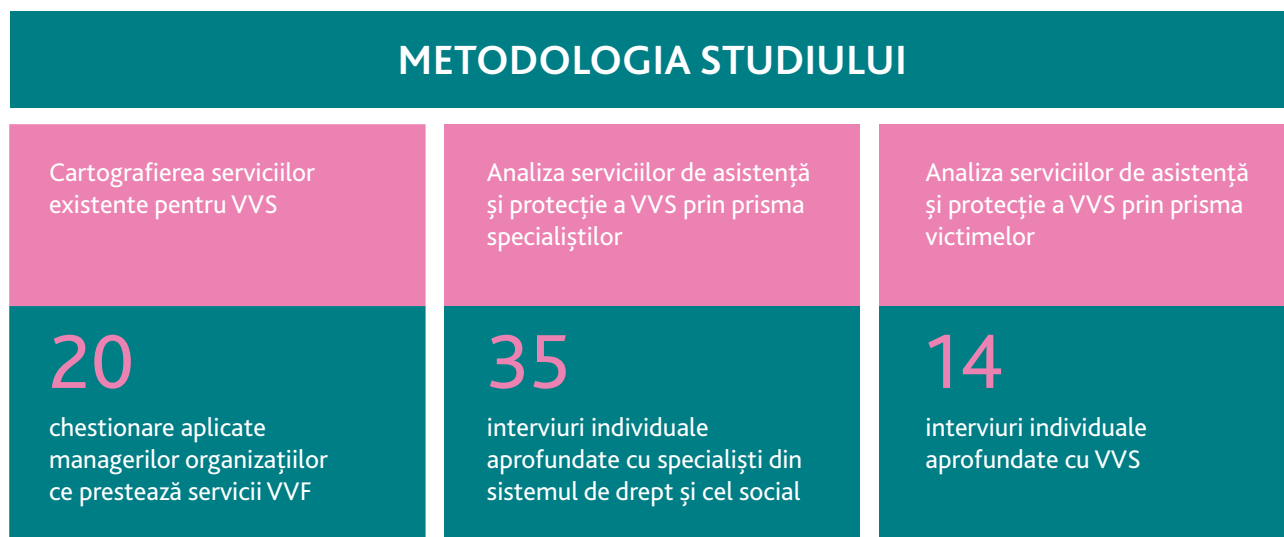 METODOLOGIA STUDIULUI
Cartografierea serviciilor
existente pentru VVS
20
chestionare aplicate
managerilor organizațiilor
ce prestează servicii VVF
Analiza serviciilor de asistență
și protecție a VVS prin prisma
specialiștilor
35
interviuri individuale
aprofundate cu specialiști din
sistemul de drept și cel social
Analiza serviciilor de asistență
și protecție a VVS prin prisma
victimelor
14
interviuri individuale
aprofundate cu VVS